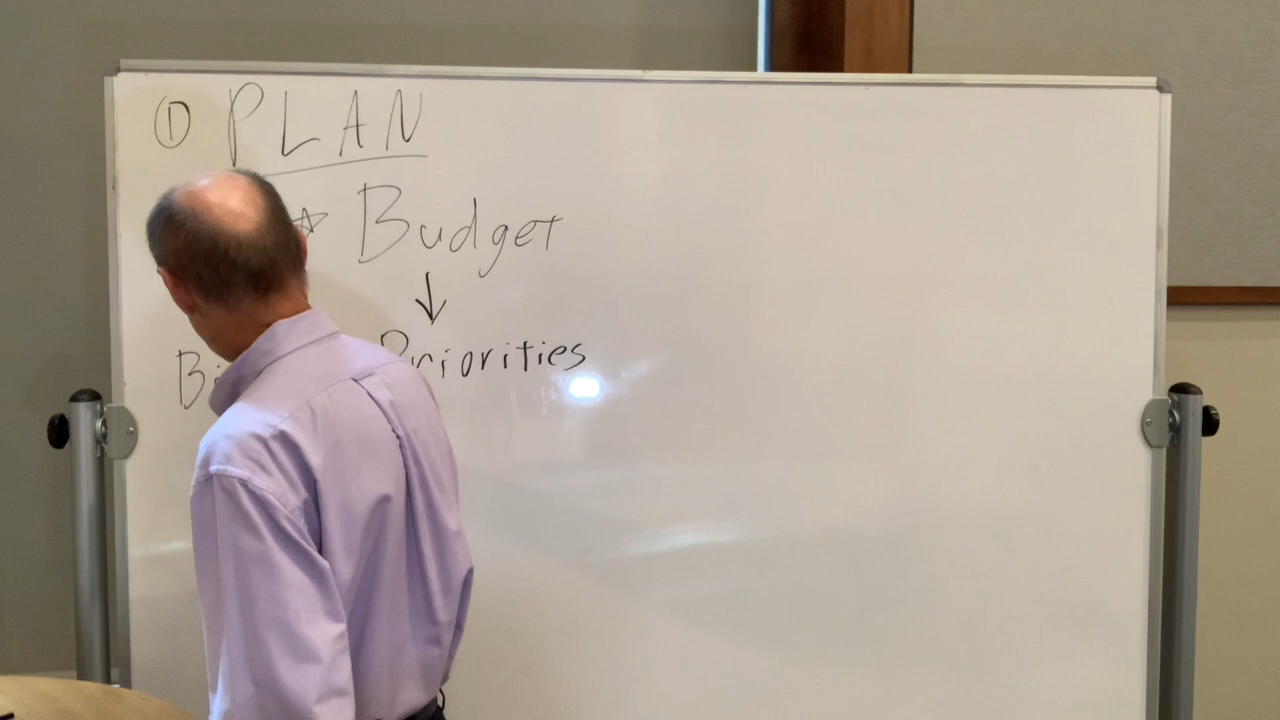 ① PLAN
☆ Budget
↓
Priorities